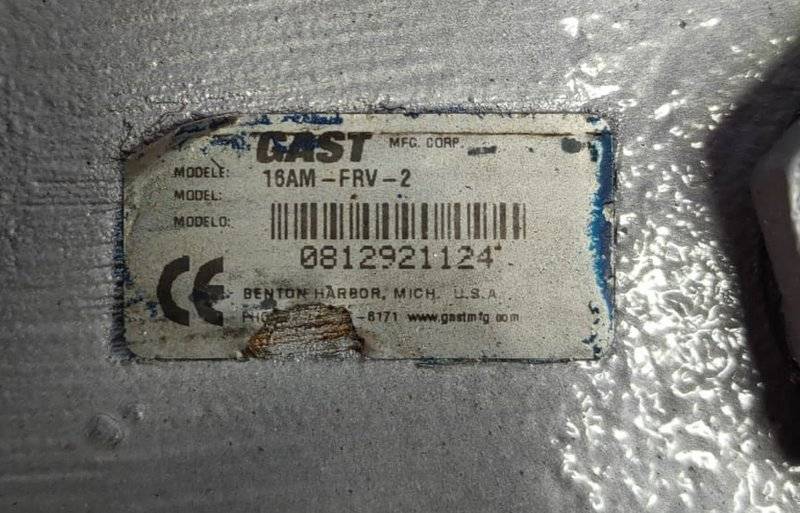 GAST MFG. CORP.
MODELE: 16AM-FRV-2
MODEL:
MODELO:
0812921124
CE
BENTON HARBOR, MICH. U.S.A.
-6171 www.gastmfg.com